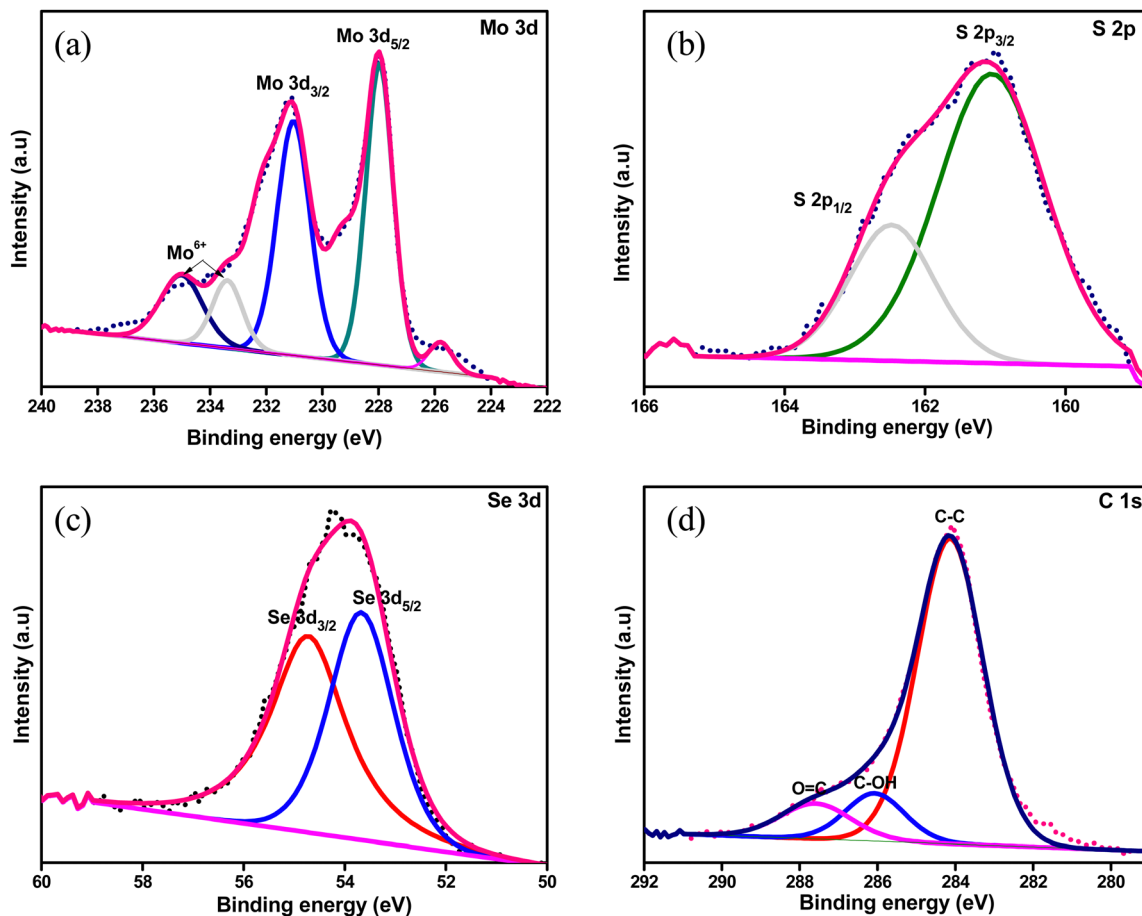 (a)
Mo 3d
Mo 3d5/2
Mo 3d3/2
Mo6+
Intensity (a.u)
240 238 236 234 232 230 228 226 224 222
Binding energy (eV)
(b)
S 2p
S 2p3/2
S 2p1/2
Intensity (a.u)
166 164 162 160
Binding energy (eV)
(c)
Se 3d
Se 3d5/2
Se 3d3/2
Intensity (a.u)
60 58 56 54 52 50
Binding energy (eV)
(d)
C 1s
C-C
C-OH
O=C
Intensity (a.u)
292 290 288 286 284 282 280
Binding energy (eV)